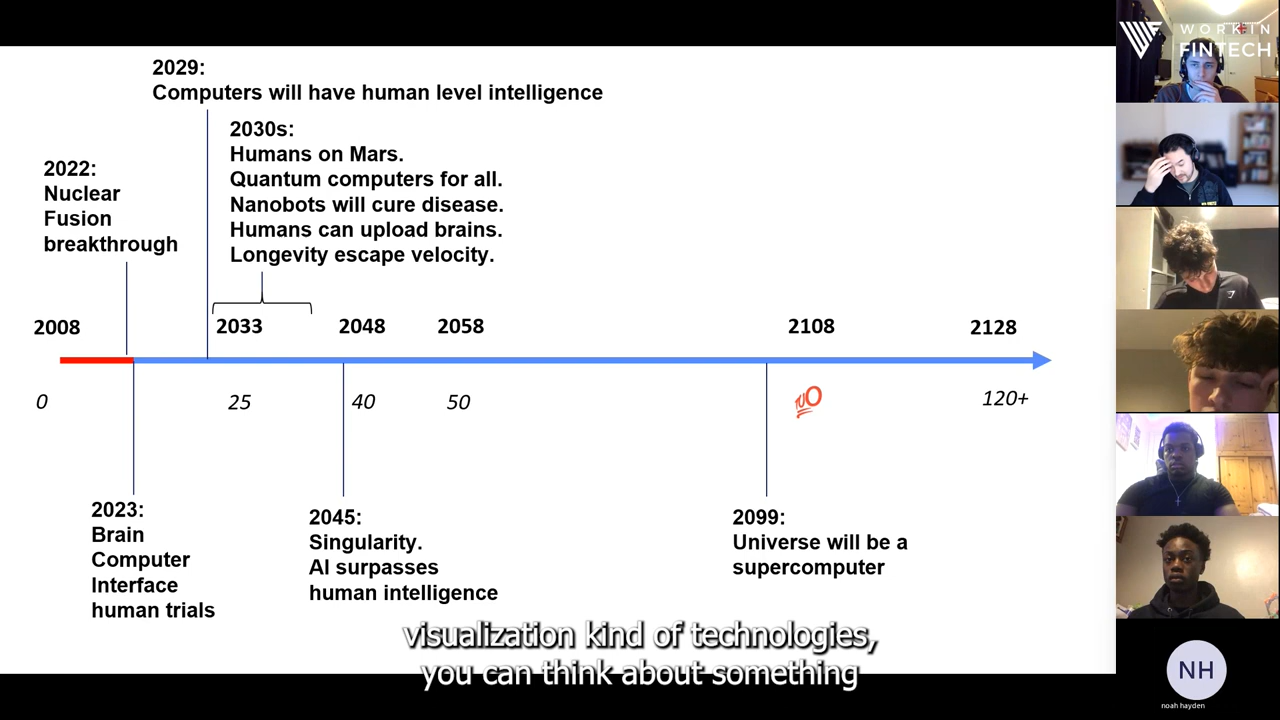 2029:
Computers will have human level intelligence
2030s:
Humans on Mars.
Quantum computers for all.
Nanobots will cure disease.
Humans can upload brains.
Longevity escape velocity.
2022:
Nuclear
Fusion
breakthrough
2008 2033 2048 2058 2108 2128
0 25 40 50 100 120+
2023:
Brain
Computer
Interface
human trials
2045:
Singularity.
AI surpasses
human intelligence
2099:
Universe will be a
supercomputer
visualization kind of technologies,
you can think about something
WORKIN
FINTECH
NH
noah hayden